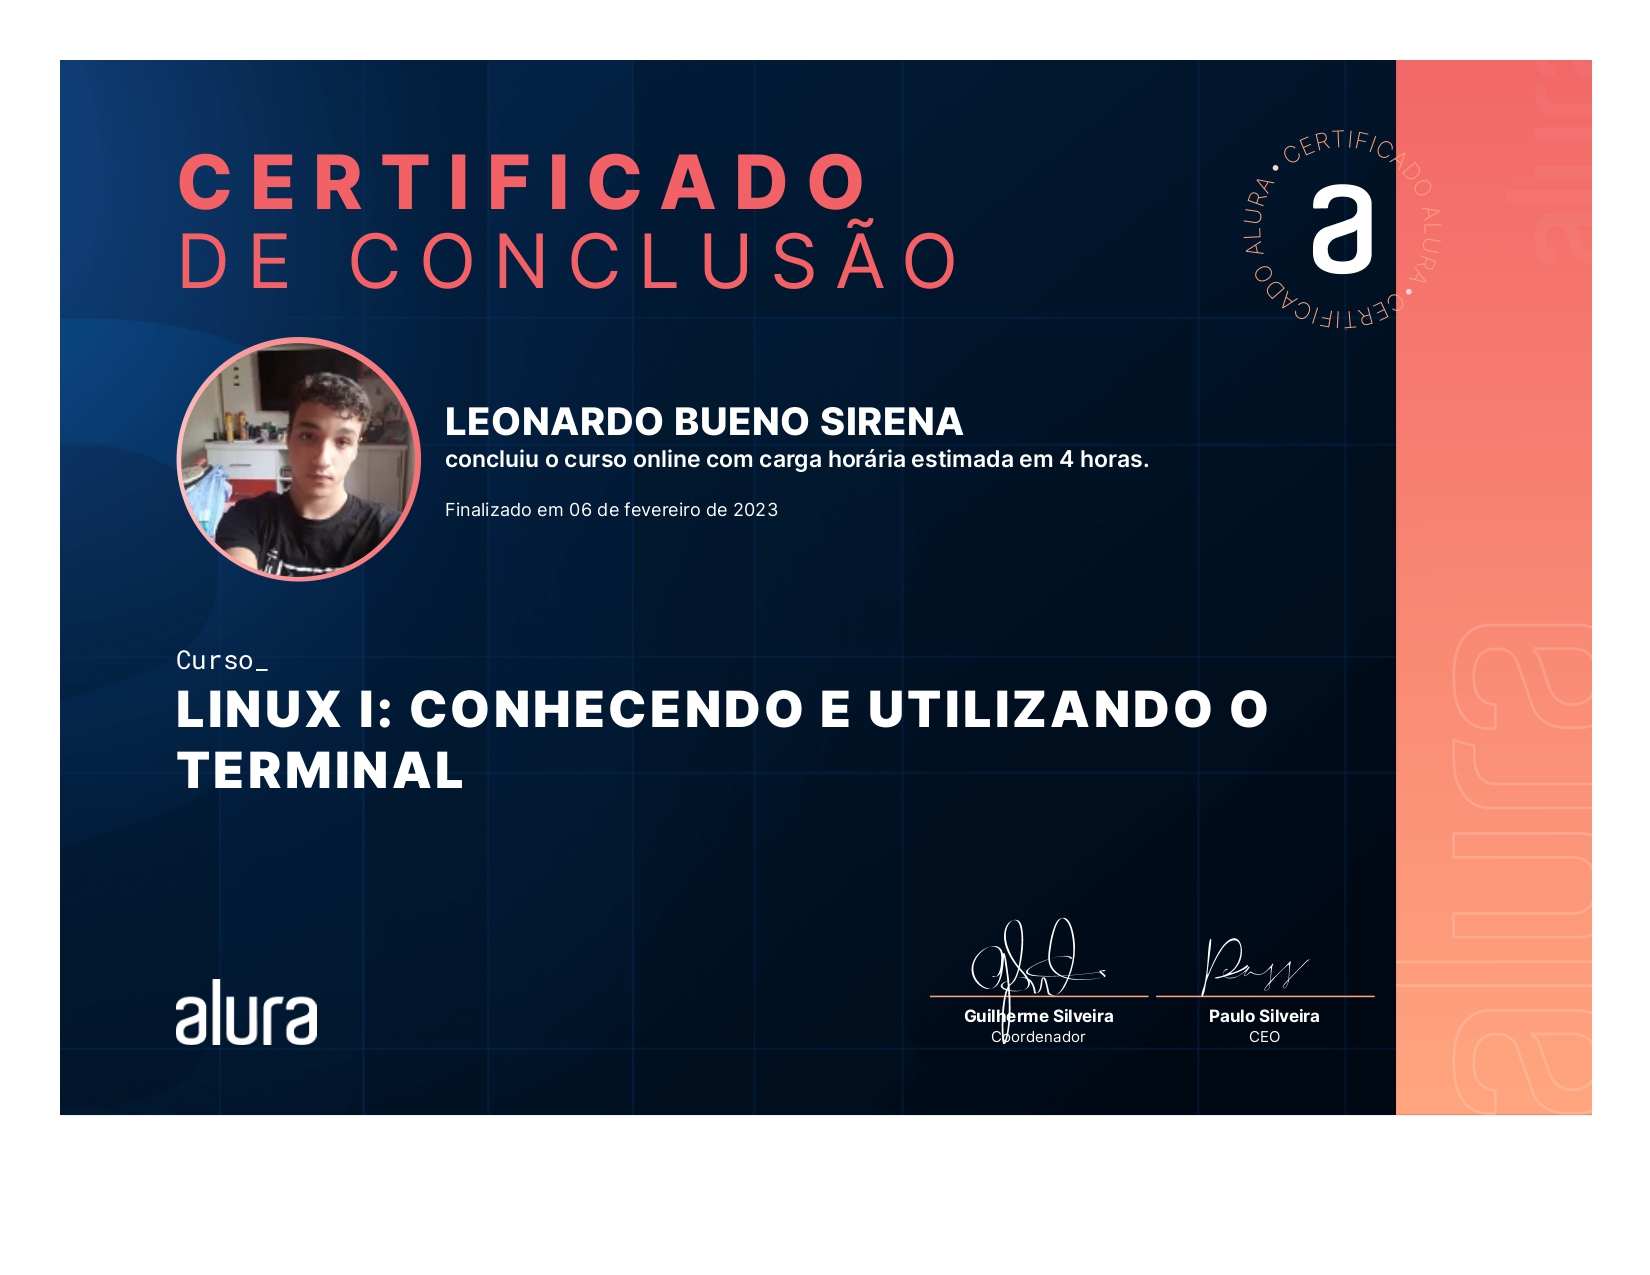 CERTIFICADO
DE CONCLUSÃO
CERTIFICADO ALURA • CERTIFICADO ALURA •
a
alura
LEONARDO BUENO SIRENA
concluiu o curso online com carga horária estimada em 4 horas.
Finalizado em 06 de fevereiro de 2023
Curso_
LINUX I: CONHECENDO E UTILIZANDO O
TERMINAL
alura
alura
Guilherme Silveira
Coordenador
Paulo Silveira
CEO